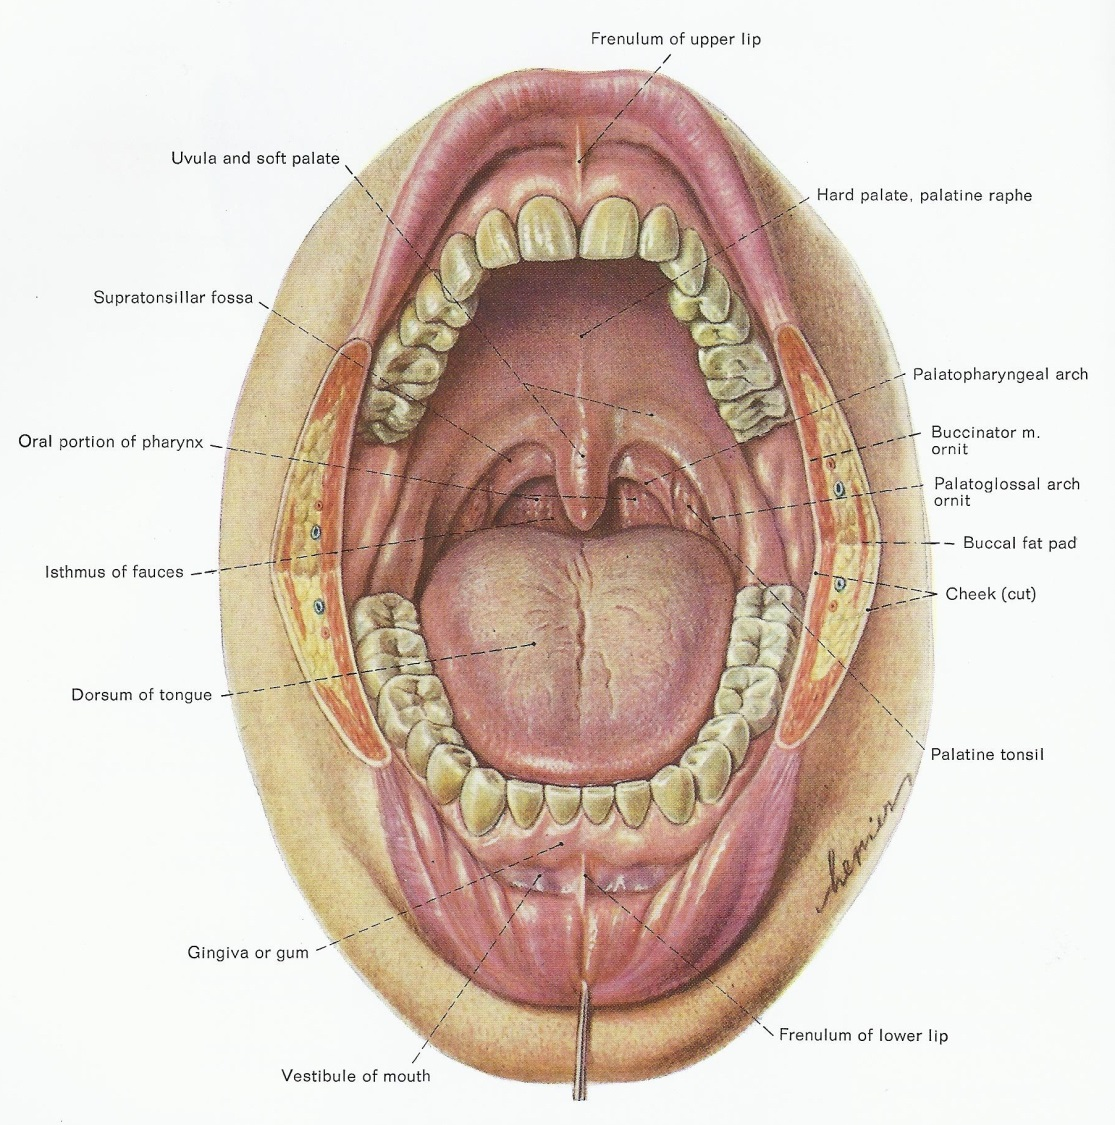 Frenulum of upper lip
Uvula and soft palate
Hard palate, palatine raphe
Supratonsillar fossa
Palatopharyngeal arch
Oral portion of pharynx
Buccinator m.
ornit
Palatoglossal arch
ornit
Buccal fat pad
Isthmus of fauces
Cheek (cut)
Dorsum of tongue
Palatine tonsil
Gingiva or gum
Frenulum of lower lip
Vestibule of mouth